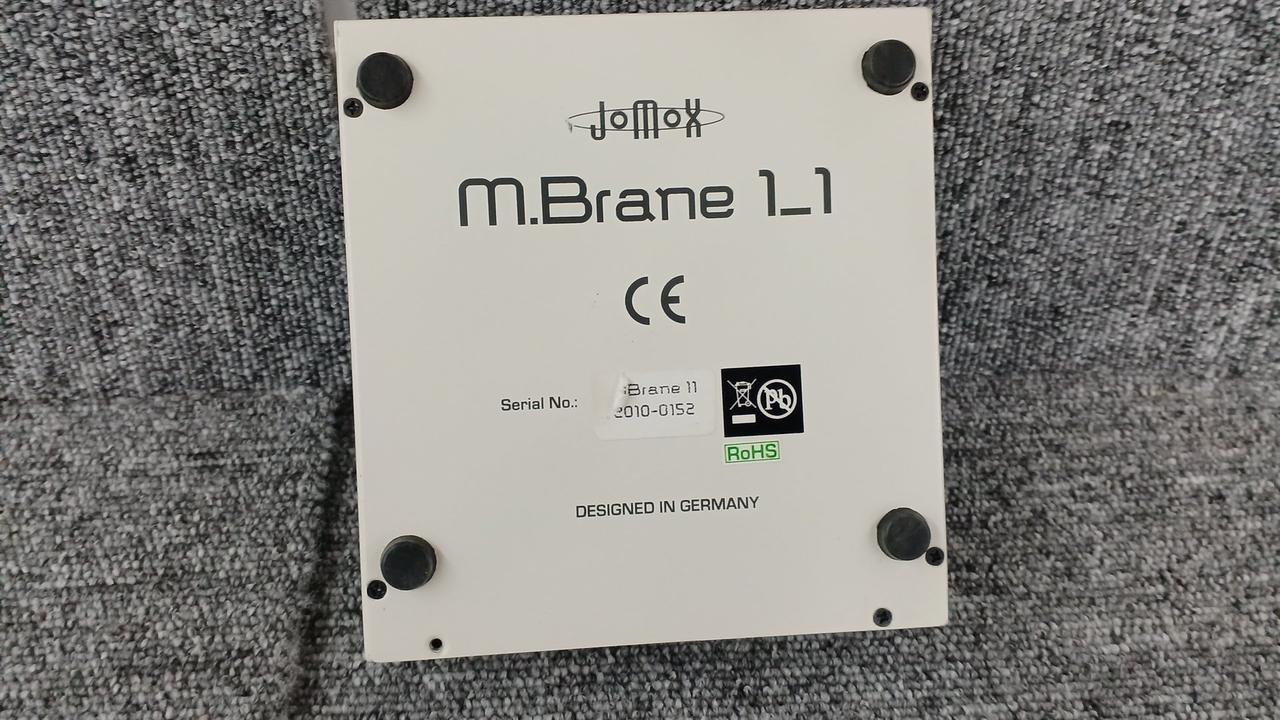 JoMoX
M.Brane 1_1
CE
Serial No.:
Brane 11
2010-0152
Pb
RoHS
DESIGNED IN GERMANY